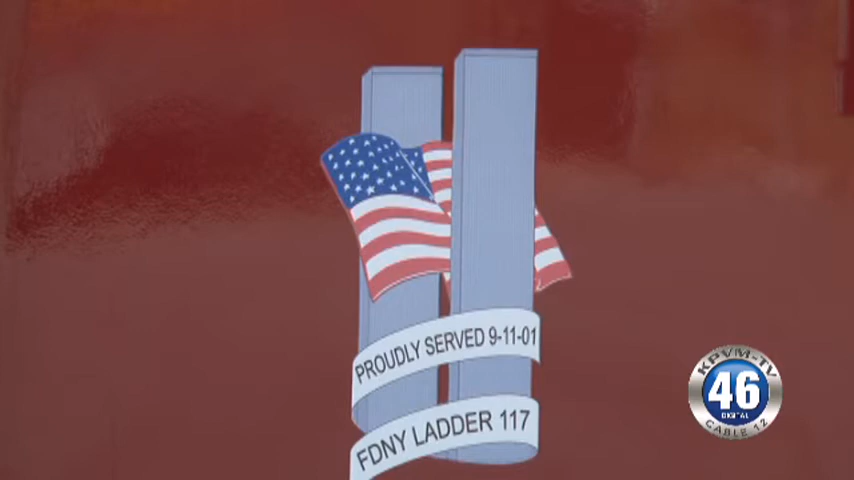 PROUDLY SERVED 9-11-01
FDNY LADDER 117
KPVM-TV
46
DIGITAL
CABLE 12